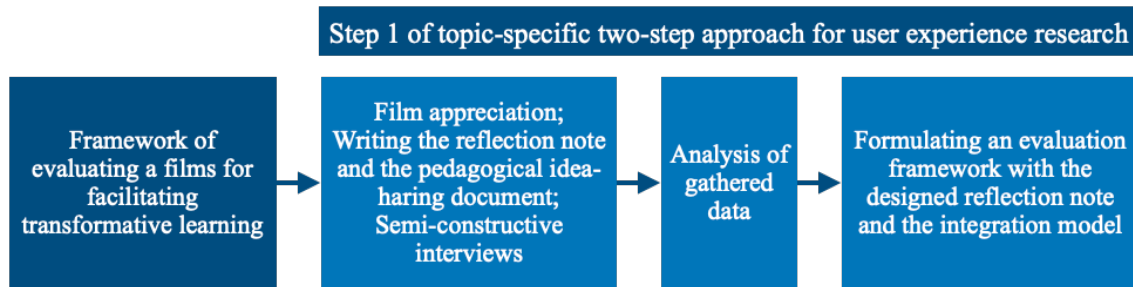 Step 1 of topic-specific two-step approach for user experience research
Framework of
evaluating a films for
facilitating
transformative learning
Film appreciation;
Writing the reflection note
and the pedagogical idea-
haring document;
Semi-constructive
interviews
Analysis of
gathered
data
Formulating an evaluation
framework with the
designed reflection note
and the integration model